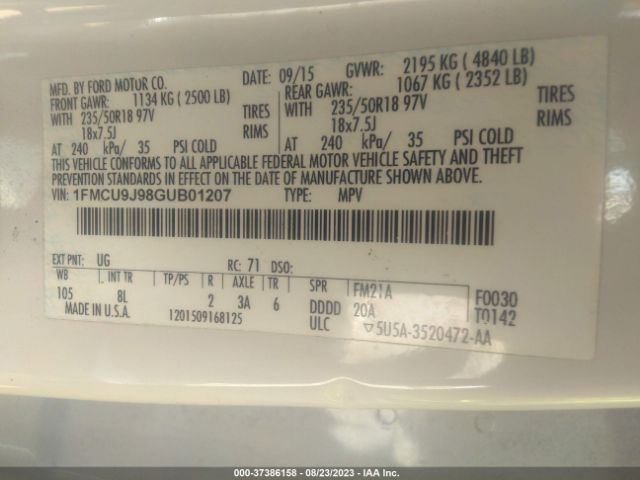 MFD. BY FORD MOTOR CO.
DATE: 09/15 GVWR: 2195 KG ( 4840 LB)
FRONT GAWR: 1134 KG ( 2500 LB) REAR GAWR: 1067 KG ( 2352 LB)
WITH 235/50R18 97V TIRES WITH 235/50R18 97V TIRES
18x7.5J RIMS 18x7.5J RIMS
AT 240 kPa/ 35 PSI COLD AT 240 kPa/ 35 PSI COLD
THIS VEHICLE CONFORMS TO ALL APPLICABLE FEDERAL MOTOR VEHICLE SAFETY AND THEFT
PREVENTION STANDARDS IN EFFECT ON THE DATE OF MANUFACTURE SHOWN ABOVE.
VIN: 1FMCU9J98GUB01207 TYPE: MPV
EXT PNT: UG RC: 71 DSO:
WB INT TR TP/PS R AXLE TR SPR FM21A F0030
105 8L 2 3A 6 DDDD 20A T0142
MADE IN U.S.A. 1201509168125 ULC ▽5U5A-3520472-AA
000-37386158 - 08/23/2023 - IAA Inc.